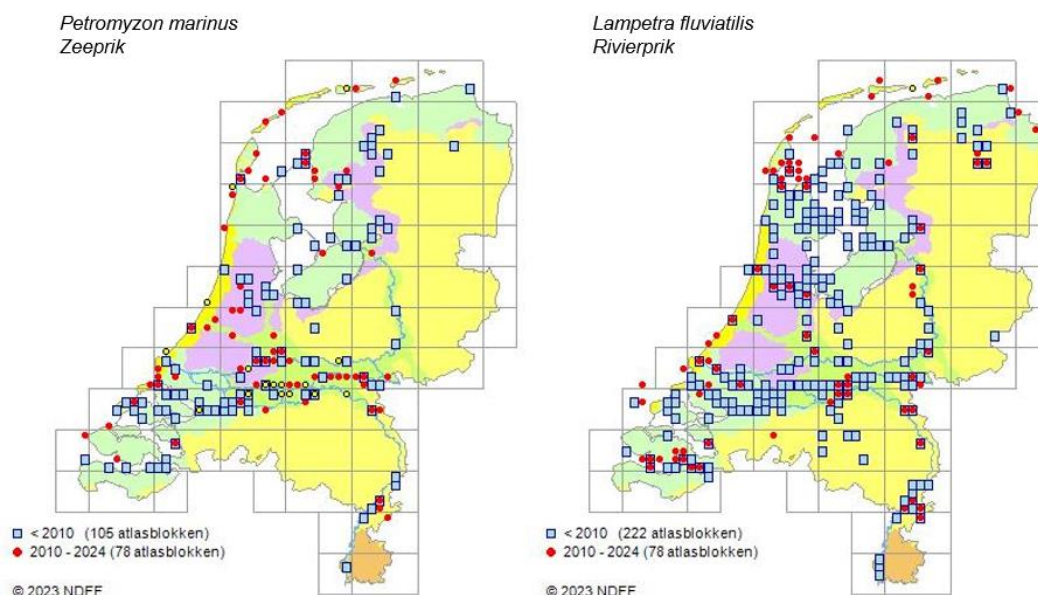 Petromyzon marinus
Zeeprik
< 2010 (105 atlasblokken)
2010 - 2024 (78 atlasblokken)
© 2023 NDFF
Lampetra fluviatilis
Rivierprik
< 2010 (222 atlasblokken)
2010 - 2024 (78 atlasblokken)
© 2023 NDFF